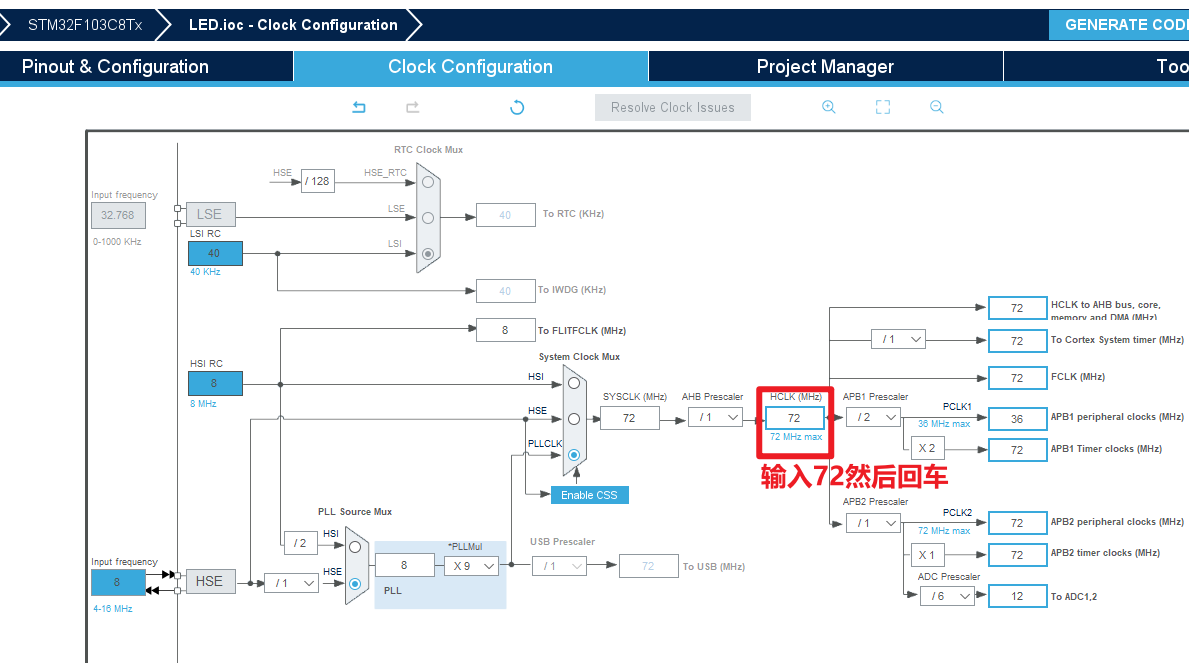 STM32F103C8Tx
LED.ioc - Clock Configuration
GENERATE CODE
Pinout & Configuration
Clock Configuration
Project Manager
Too
Resolve Clock Issues
RTC Clock Mux
HSE
/ 128
HSE_RTC
Input frequency
32.768
0-1000 KHz
LSE
LSE
40
To RTC (KHz)
LSI RC
40
40 KHz
LSI
40
To IWDG (KHz)
8
To FLITFCLK (MHz)
HSI RC
8
8 MHz
System Clock Mux
HSI
HSE
PLLCLK
SYSCLK (MHz)
72
AHB Prescaler
/ 1
HCLK (MHz)
72
72 MHz max
输入72然后回车
72
HCLK to AHB bus, core,
memory and DMA (MHz)
/ 1
72
To Cortex System timer (MHz)
72
FCLK (MHz)
APB1 Prescaler
/ 2
PCLK1
36 MHz max
36
APB1 peripheral clocks (MHz)
X 2
72
APB1 Timer clocks (MHz)
Enable CSS
APB2 Prescaler
/ 1
PCLK2
72 MHz max
72
APB2 peripheral clocks (MHz)
X 1
72
APB2 timer clocks (MHz)
ADC Prescaler
/ 6
12
To ADC1,2
PLL Source Mux
/ 2
HSI
HSE
*PLLMul
8
X 9
PLL
USB Prescaler
/ 1
72
To USB (MHz)
Input frequency
8
4-16 MHz
HSE
/ 1